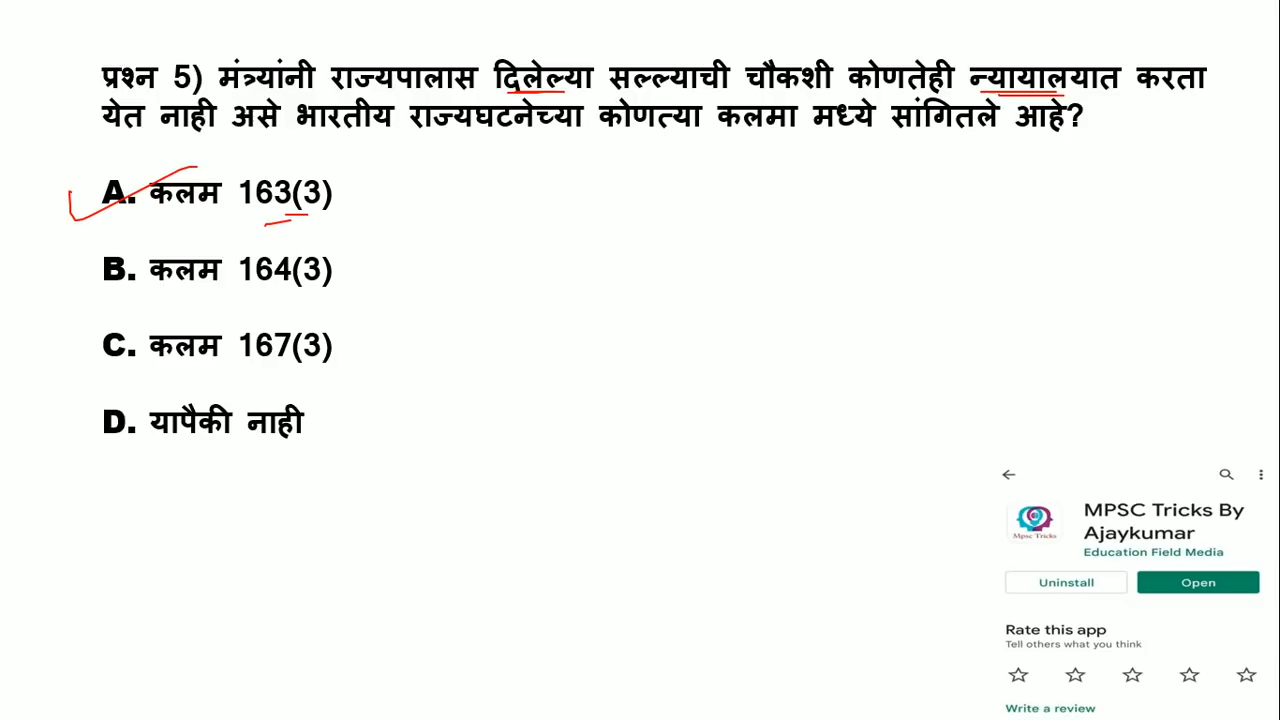 प्रश्न 5) मंत्र्यांनी राज्यपालास दिलेल्या सल्ल्याची चौकशी कोणतेही न्यायालयात करता
येत नाही असे भारतीय राज्यघटनेच्या कोणत्या कलमा मध्ये सांगितले आहे?
A. कलम 163(3)
B. कलम 164(3)
C. कलम 167(3)
D. यापैकी नाही
MPSC Tricks By
Ajaykumar
Mpsc Tricks
Education Field Media
Uninstall Open
Rate this app
Tell others what you think
Write a review